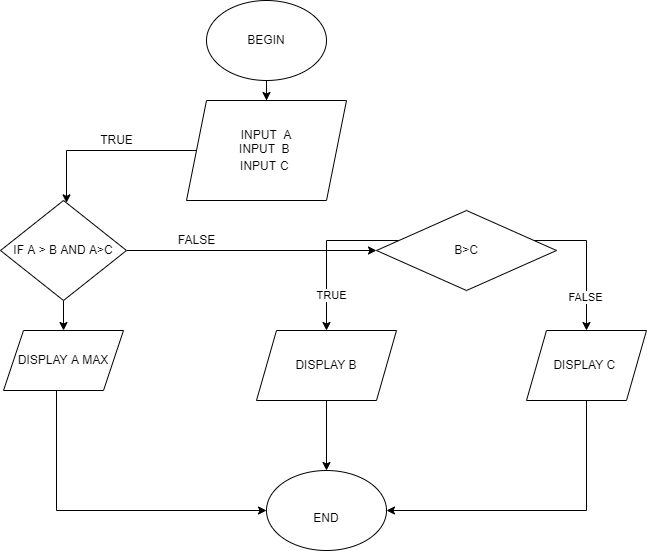 BEGIN
INPUT A
INPUT B
INPUT C
TRUE
IF A > B AND A>C
FALSE
B>C
TRUE
FALSE
DISPLAY A MAX
DISPLAY B
DISPLAY C
END